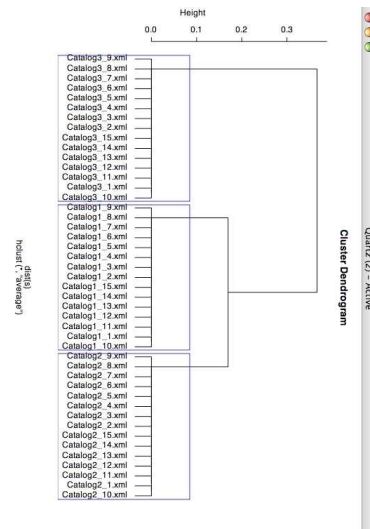 Height
0.0 0.1 0.2 0.3
Catalog3_9.xml
Catalog3_8.xml
Catalog3_7.xml
Catalog3_6.xml
Catalog3_5.xml
Catalog3_4.xml
Catalog3_3.xml
Catalog3_2.xml
Catalog3_15.xml
Catalog3_14.xml
Catalog3_13.xml
Catalog3_12.xml
Catalog3_11.xml
Catalog3_1.xml
Catalog3_10.xml
Catalog1_9.xml
Catalog1_8.xml
Catalog1_7.xml
Catalog1_6.xml
Catalog1_5.xml
Catalog1_4.xml
Catalog1_3.xml
Catalog1_2.xml
Catalog1_15.xml
Catalog1_14.xml
Catalog1_13.xml
Catalog1_12.xml
Catalog1_11.xml
Catalog1_1.xml
Catalog1_10.xml
Catalog2_9.xml
Catalog2_8.xml
Catalog2_7.xml
Catalog2_6.xml
Catalog2_5.xml
Catalog2_4.xml
Catalog2_3.xml
Catalog2_2.xml
Catalog2_15.xml
Catalog2_14.xml
Catalog2_13.xml
Catalog2_12.xml
Catalog2_11.xml
Catalog2_1.xml
Catalog2_10.xml
Cluster Dendrogram
Quartz (2) - Active
dist(s)
hclust (*, "average")